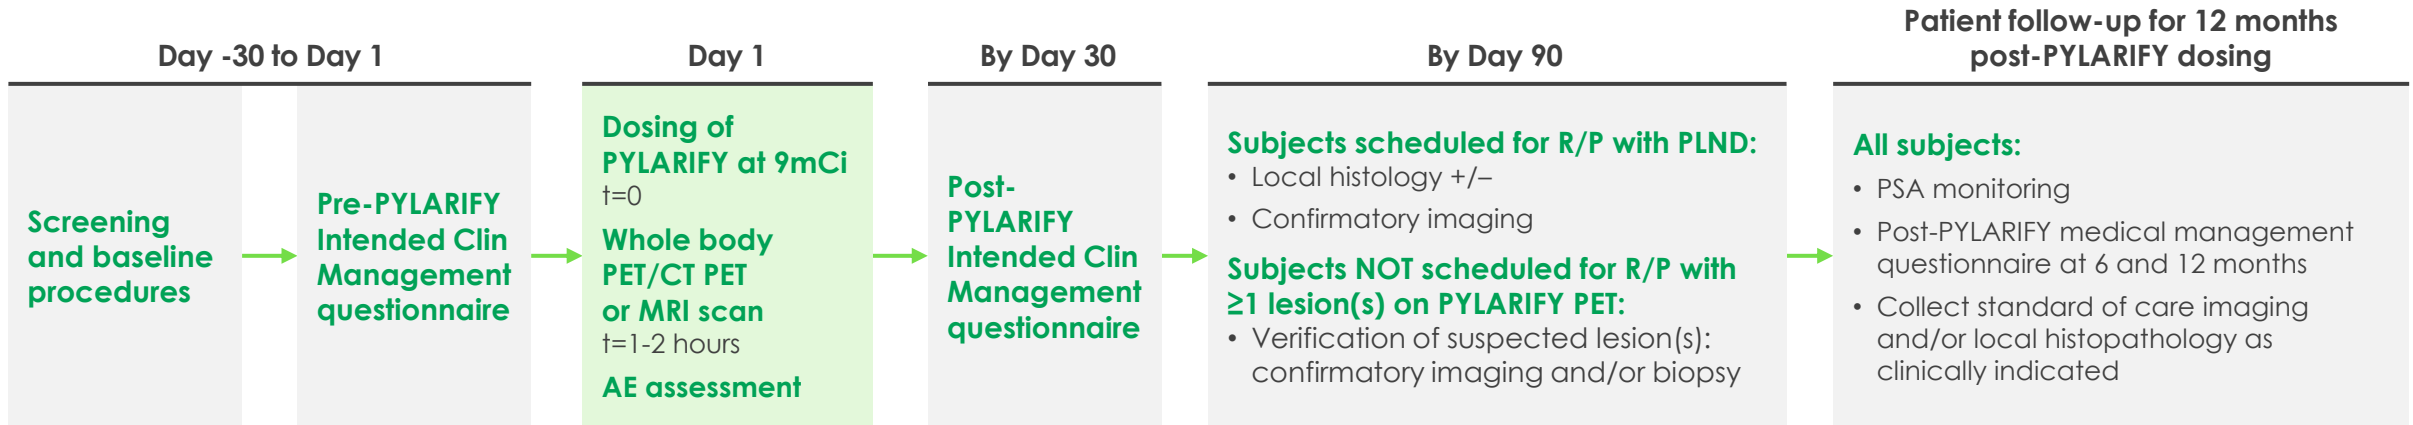 Day -30 to Day 1
Screening
and baseline
procedures
Pre-PYLARIFY
Intended Clin
Management
questionnaire
Day 1
Dosing of
PYLARIFY at 9mCi
t=0
Whole body
PET/CT PET
or MRI scan
t=1-2 hours
AE assessment
By Day 30
Post-
PYLARIFY
Intended Clin
Management
questionnaire
By Day 90
Subjects scheduled for R/P with PLND:
• Local histology +/–
• Confirmatory imaging
Subjects NOT scheduled for R/P with
≥1 lesion(s) on PYLARIFY PET:
• Verification of suspected lesion(s):
confirmatory imaging and/or biopsy
Patient follow-up for 12 months
post-PYLARIFY dosing
All subjects:
• PSA monitoring
• Post-PYLARIFY medical management
questionnaire at 6 and 12 months
• Collect standard of care imaging
and/or local histopathology as
clinically indicated